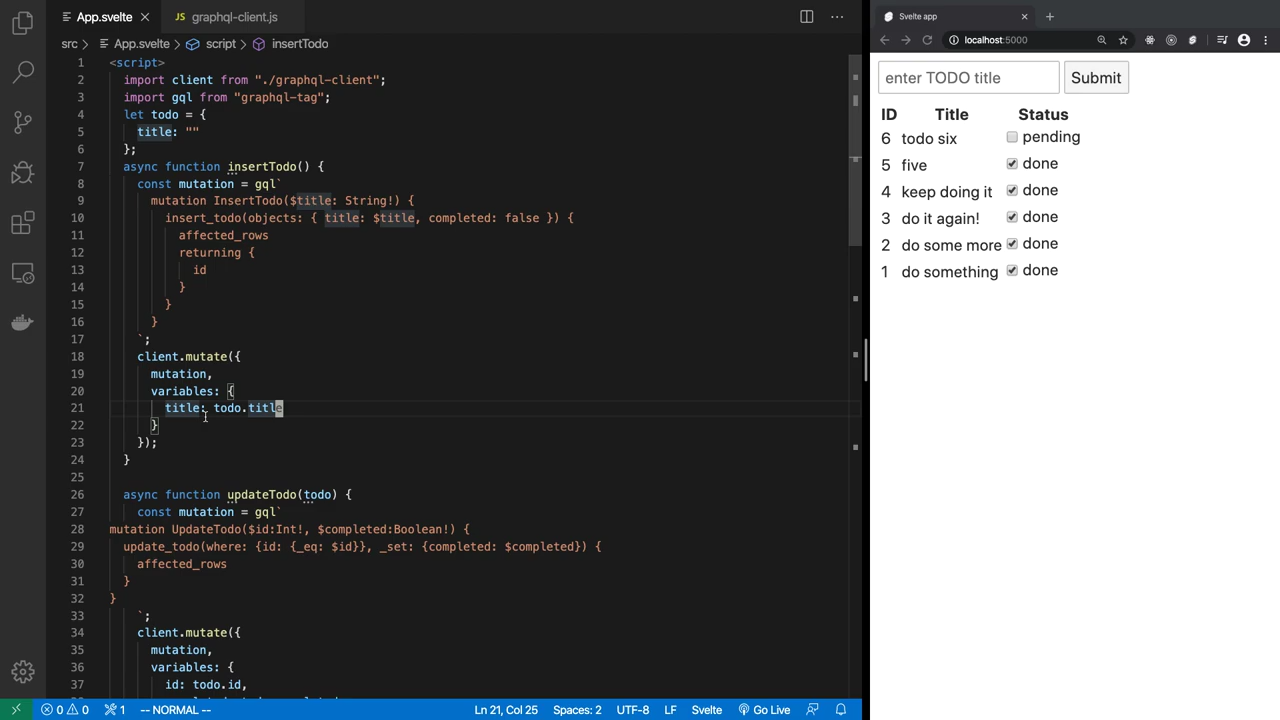 App.svelte
JS graphql-client.js
src > App.svelte > script > insertTodo
1 <script>
2 import client from "./graphql-client";
3 import gql from "graphql-tag";
4 let todo = {
5 title: ""
6 };
7 async function insertTodo() {
8 const mutation = gql`
9 mutation InsertTodo($title: String!) {
10 insert_todo(objects: { title: $title, completed: false }) {
11 affected_rows
12 returning {
13 id
14 }
15 }
16 }
17 `;
18 client.mutate({
19 mutation,
20 variables: {
21 title: todo.title
22 }
23 });
24 }
25
26 async function updateTodo(todo) {
27 const mutation = gql`
28 mutation UpdateTodo($id:Int!, $completed:Boolean!) {
29 update_todo(where: {id: {_eq: $id}}, _set: {completed: $completed}) {
30 affected_rows
31 }
32 }
33 `;
34 client.mutate({
35 mutation,
36 variables: {
37 id: todo.id,
0 0 1 -- NORMAL -- Ln 21, Col 25 Spaces: 2 UTF-8 LF Svelte Go Live
Svelte app
localhost:5000
enter TODO title Submit
ID Title Status
6 todo six pending
5 five done
4 keep doing it done
3 do it again! done
2 do some more done
1 do something done